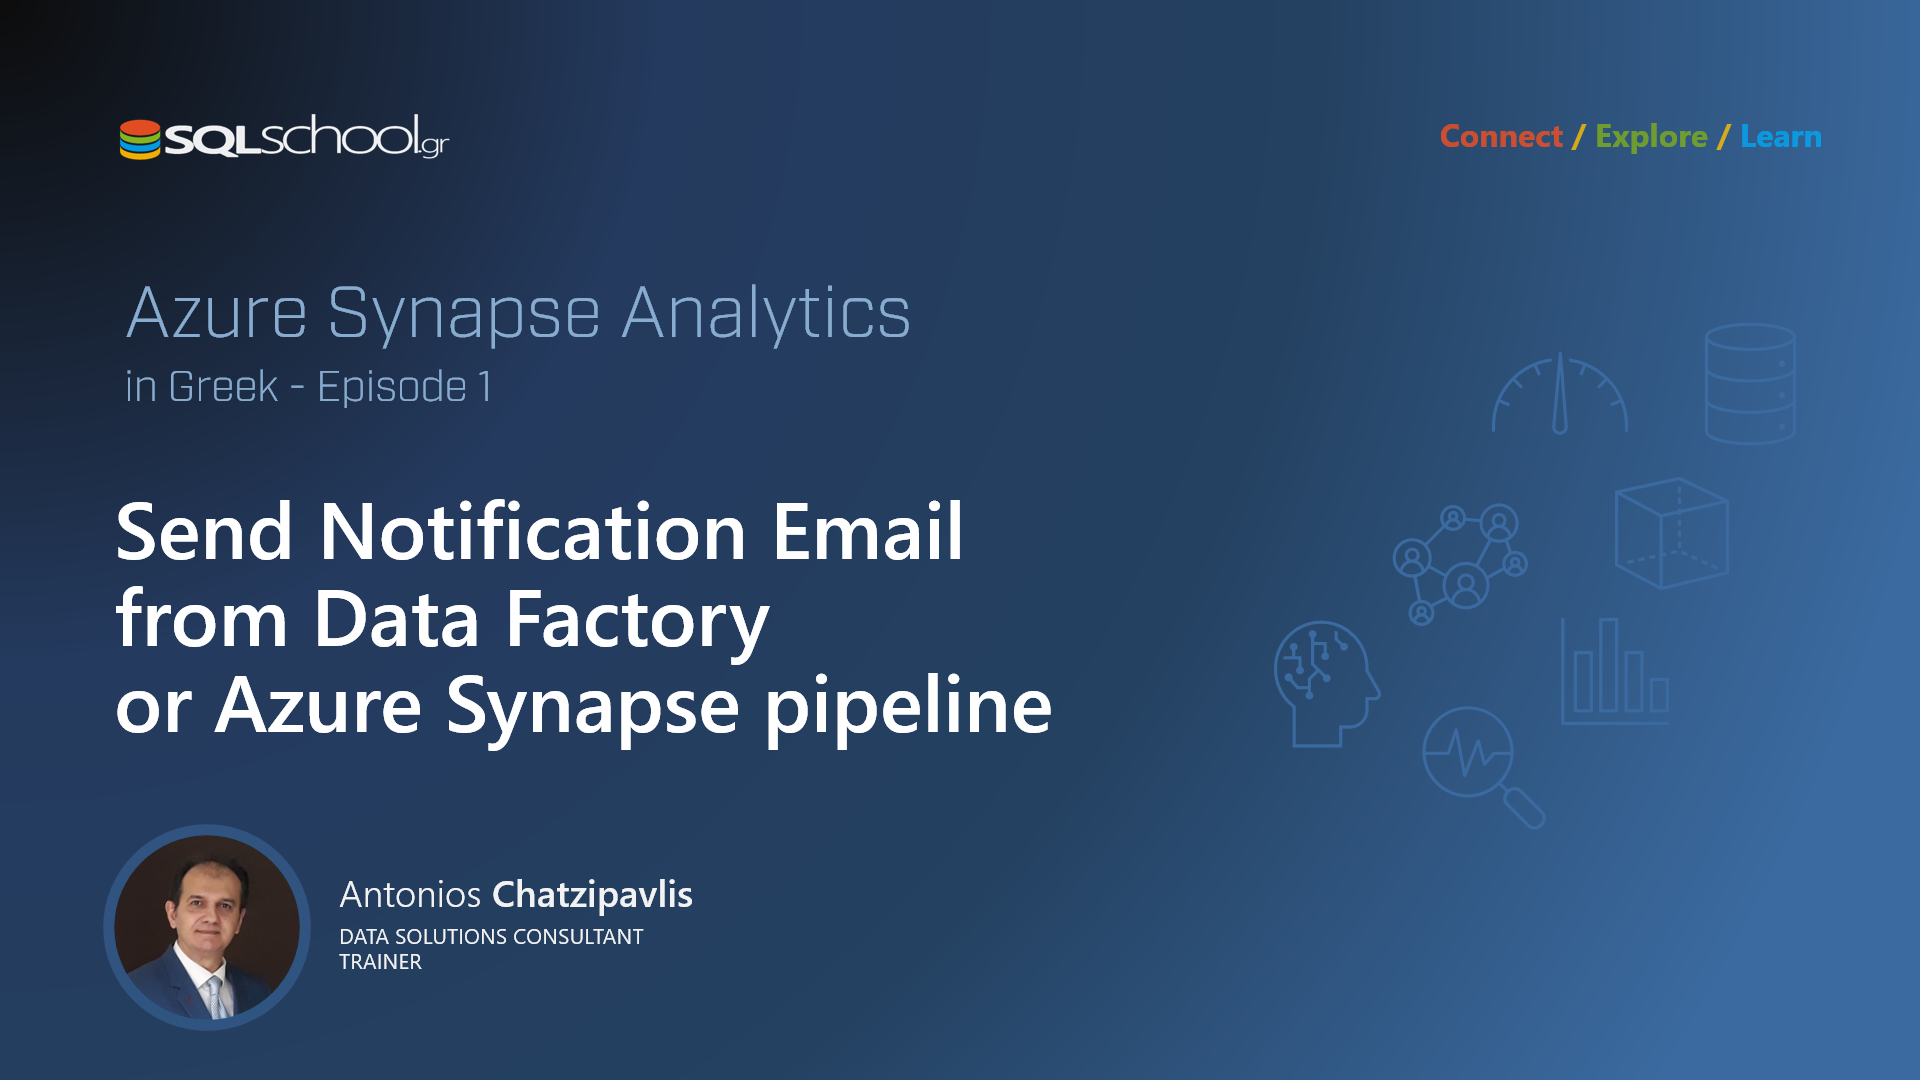 SQLschool.gr
Connect / Explore / Learn
Azure Synapse Analytics
in Greek - Episode 1
Send Notification Email
from Data Factory
or Azure Synapse pipeline
Antonios Chatzipavlis
DATA SOLUTIONS CONSULTANT
TRAINER